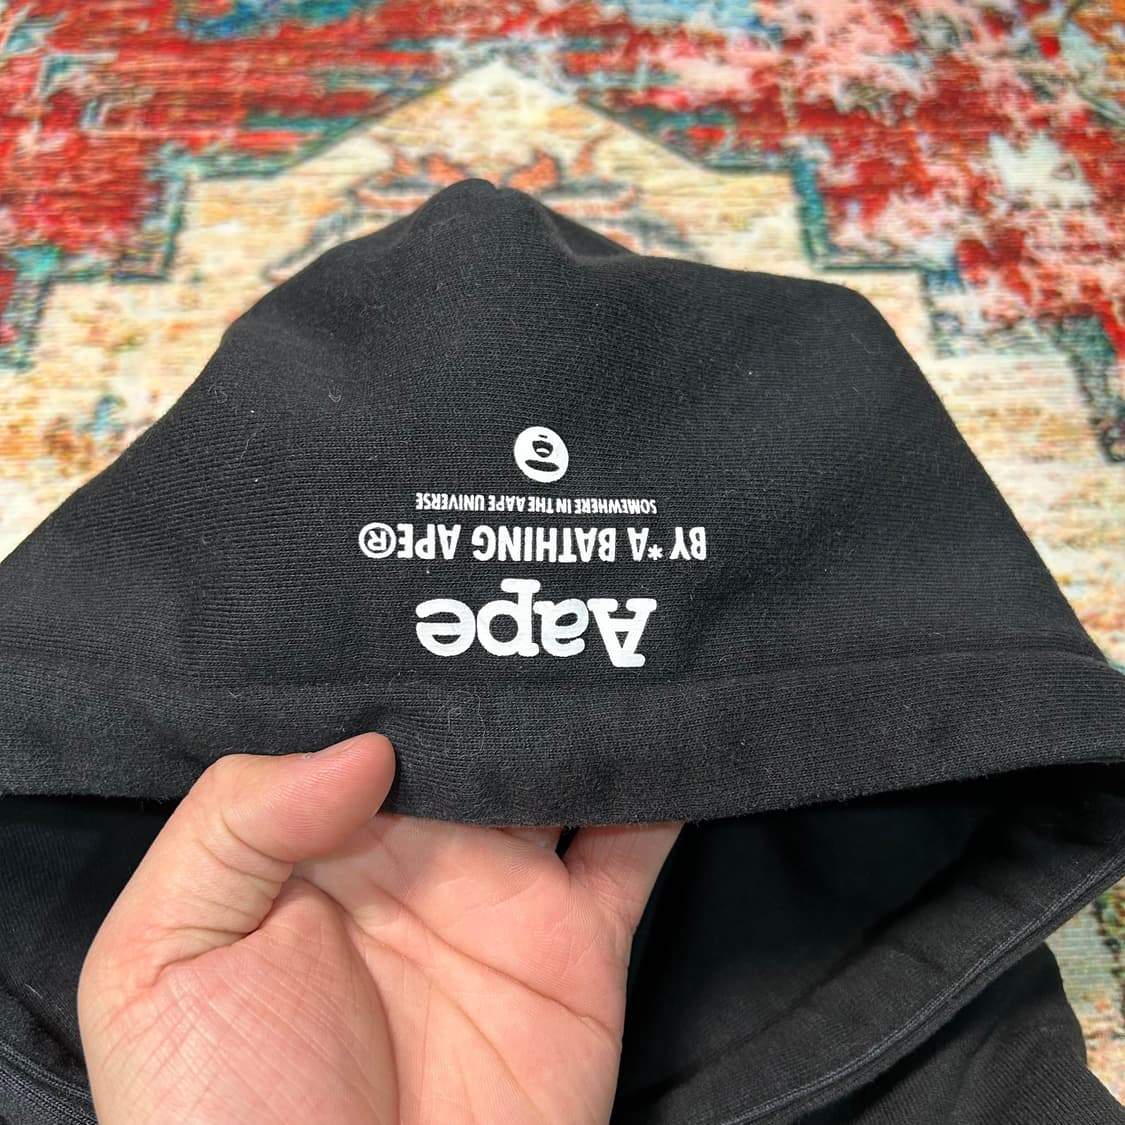 Aape
BY *A BATHING APE®
SOMEWHERE IN THE AAPE UNIVERSE